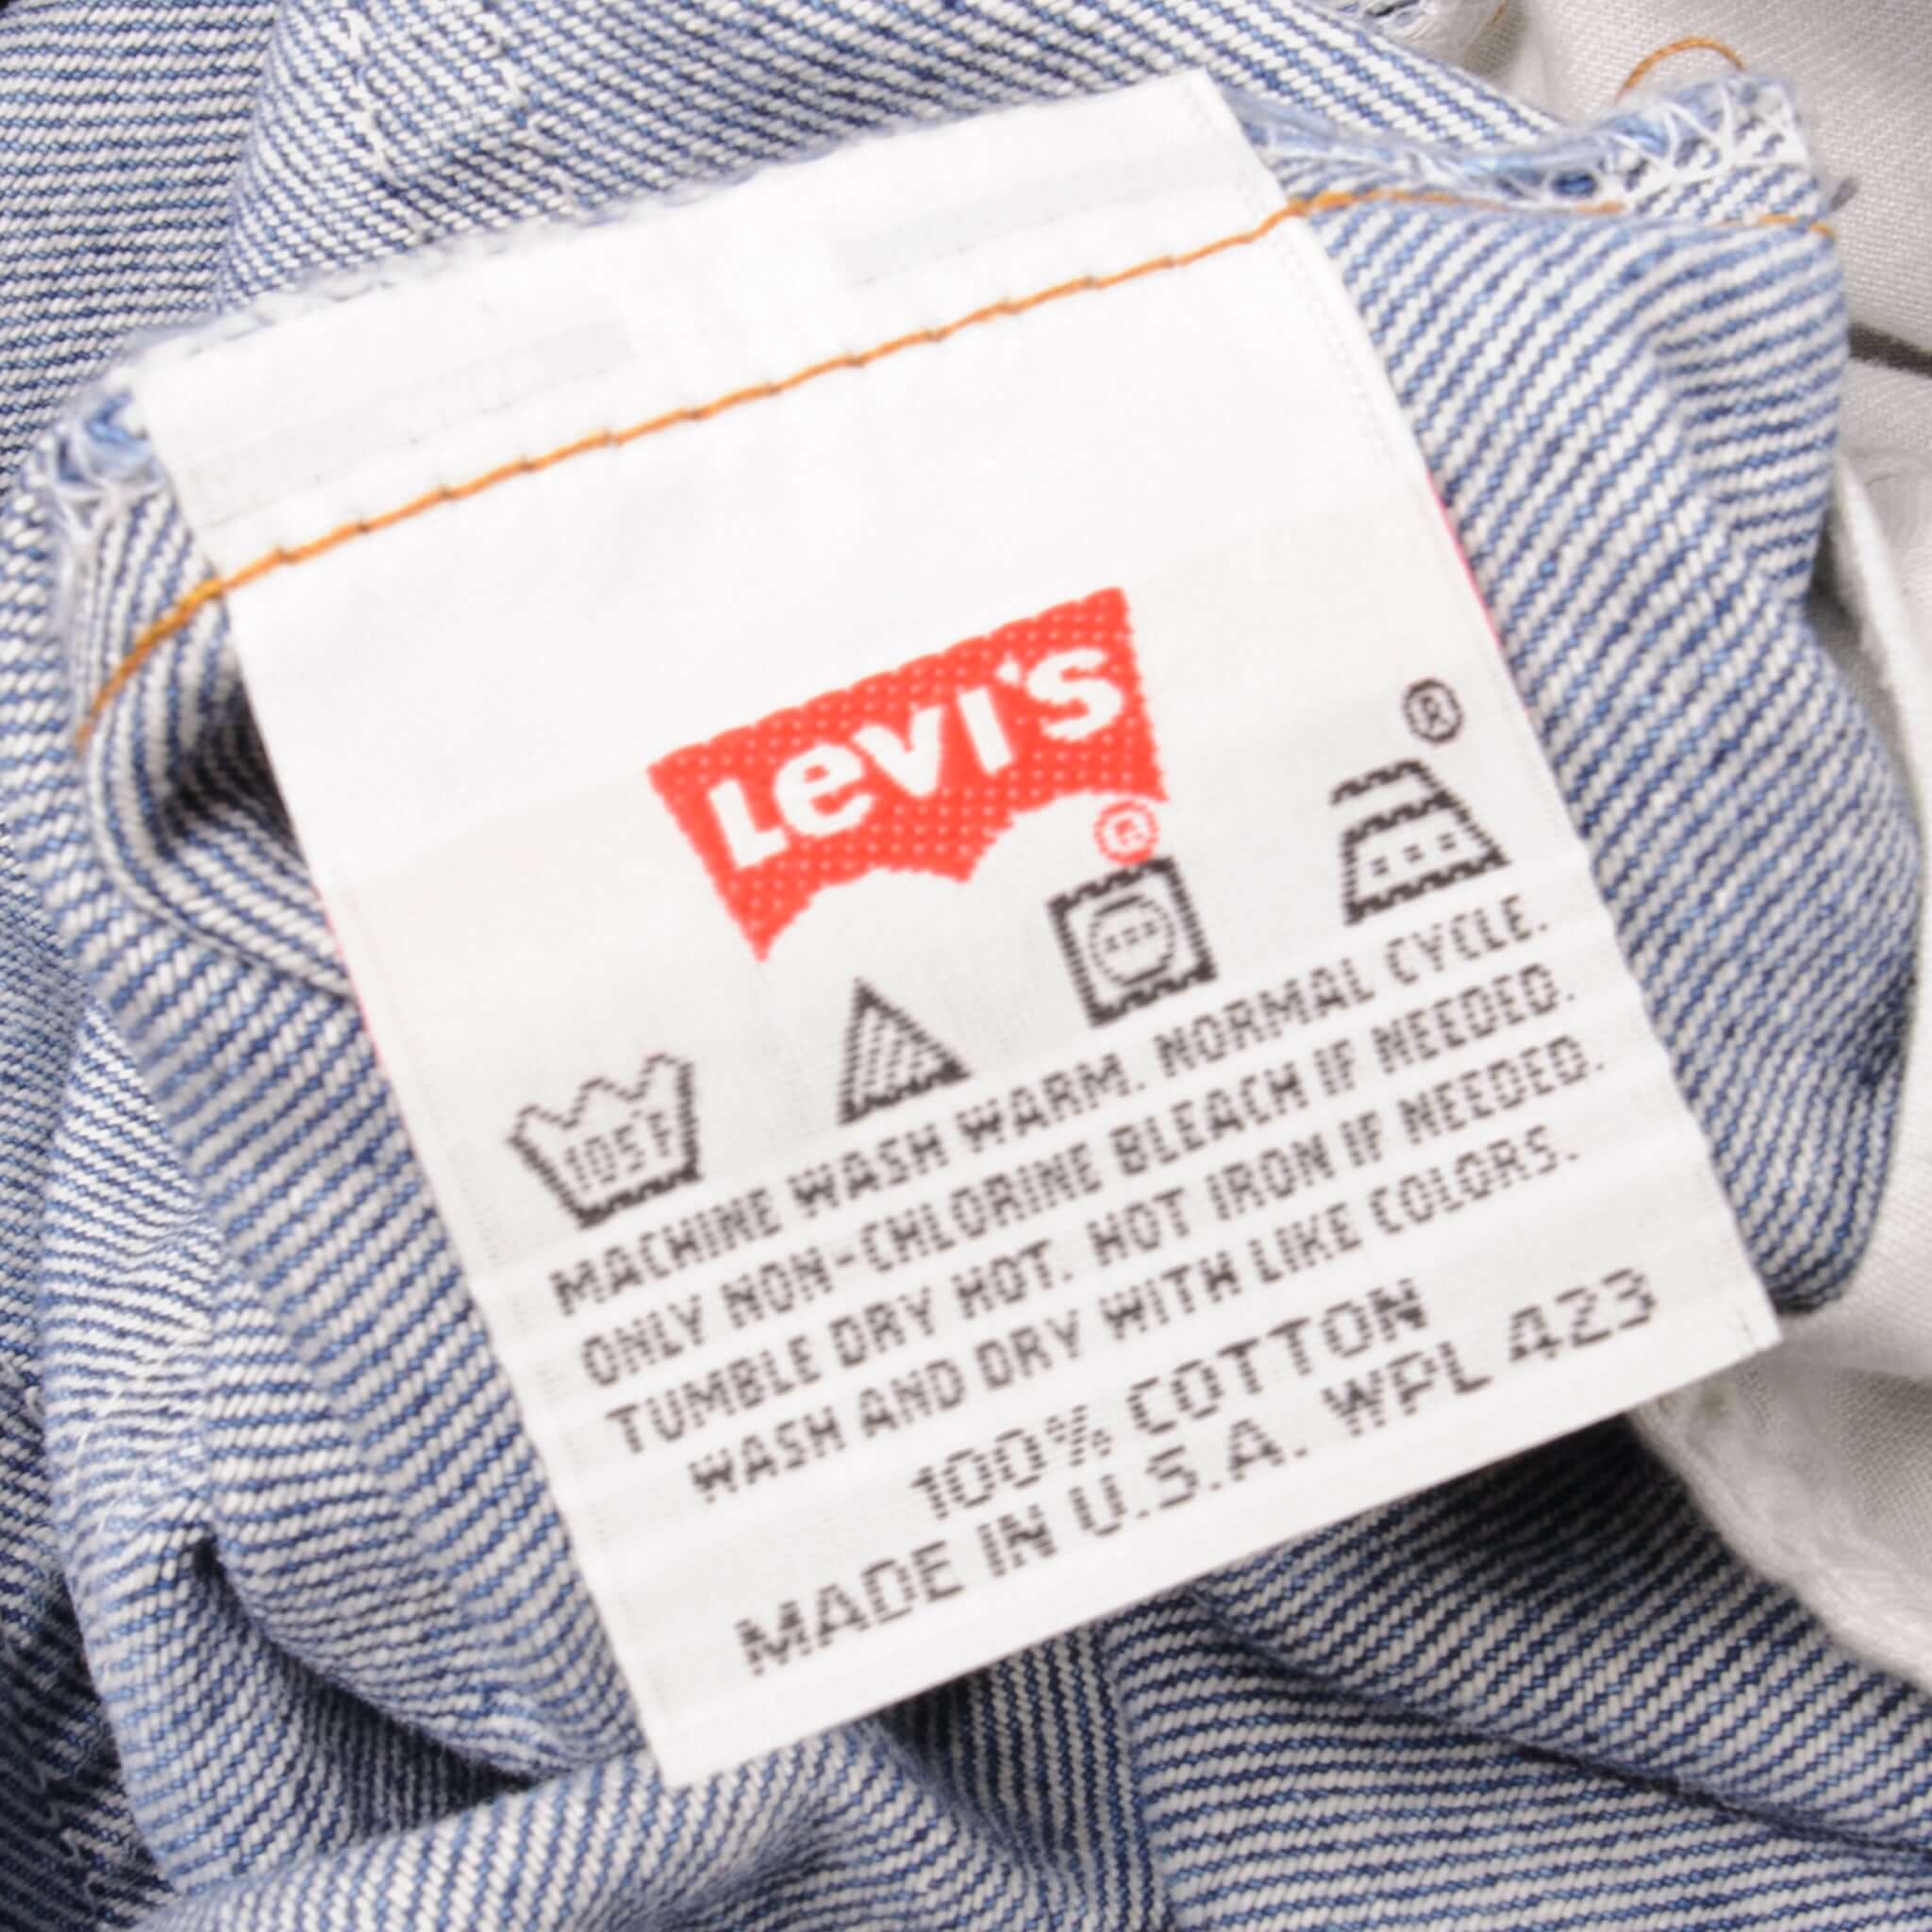 Levi's
®
®
105°F
MACHINE WASH WARM. NORMAL CYCLE.
ONLY NON-CHLORINE BLEACH IF NEEDED.
TUMBLE DRY HOT. HOT IRON IF NEEDED.
WASH AND DRY WITH LIKE COLORS.
100% COTTON
MADE IN U.S.A. WPL 423